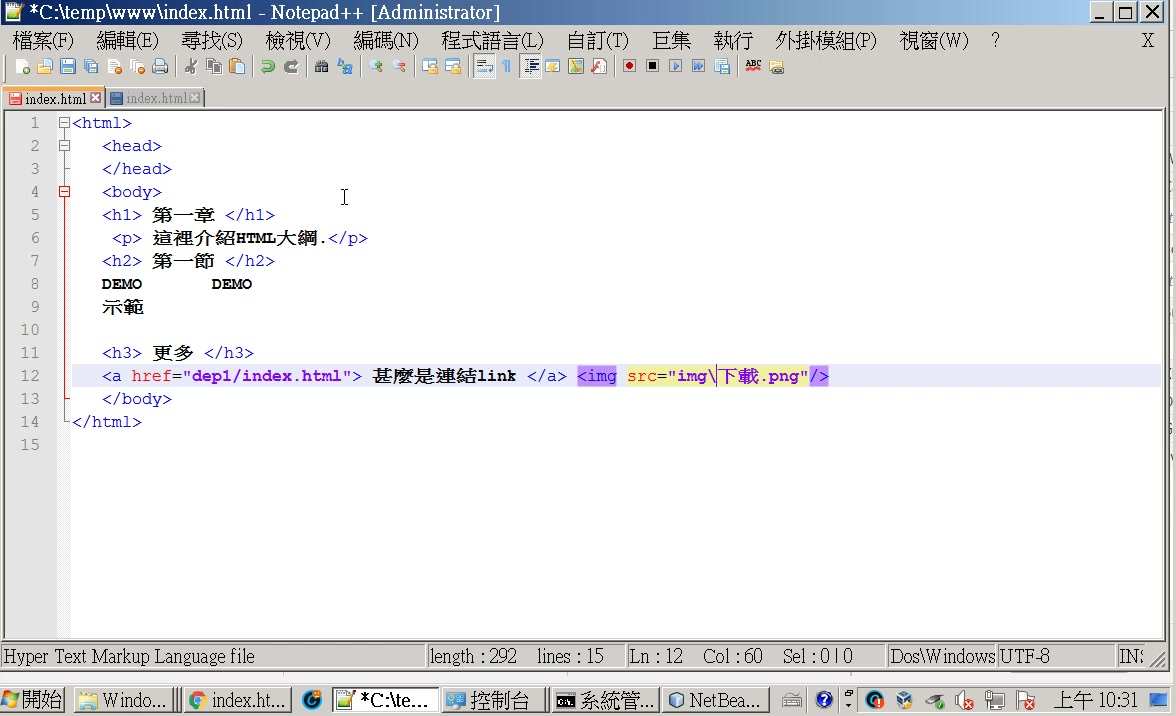 *C:\temp\www\index.html - Notepad++ [Administrator]
檔案(F) 編輯(E) 尋找(S) 檢視(V) 編碼(N) 程式語言(L) 自訂(T) 巨集 執行 外掛模組(P) 視窗(W) ? X
ABC
index.html index.html
1 <html>
2 <head>
3 </head>
4 <body>
5 <h1> 第一章 </h1>
6 <p> 這裡介紹HTML大綱.</p>
7 <h2> 第一節 </h2>
8 DEMO DEMO
9 示範
10
11 <h3> 更多 </h3>
12 <a href="dep1/index.html"> 甚麼是連結link </a> <img src="img\下載.png"/>
13 </body>
14 </html>
15
Hyper Text Markup Language file length : 292 lines : 15 Ln : 12 Col : 60 Sel : 0 | 0 Dos\Windows UTF-8 INS
開始 Windo... index.ht... *C:\te... 控制台 系統管... NetBea... 上午 10:31